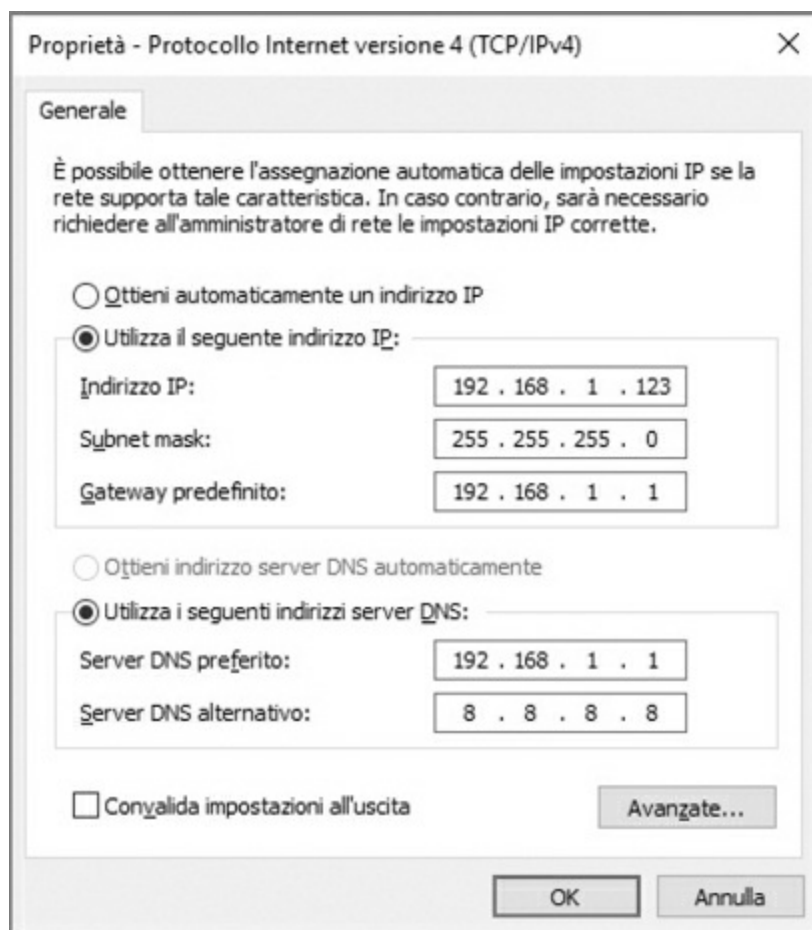 Proprietà - Protocollo Internet versione 4 (TCP/IPv4)
Generale
È possibile ottenere l'assegnazione automatica delle impostazioni IP se la
rete supporta tale caratteristica. In caso contrario, sarà necessario
richiedere all'amministratore di rete le impostazioni IP corrette.
Ottieni automaticamente un indirizzo IP
Utilizza il seguente indirizzo IP:
Indirizzo IP: 192 . 168 . 1 . 123
Subnet mask: 255 . 255 . 255 . 0
Gateway predefinito: 192 . 168 . 1 . 1
Ottieni indirizzo server DNS automaticamente
Utilizza i seguenti indirizzi server DNS:
Server DNS preferito: 192 . 168 . 1 . 1
Server DNS alternativo: 8 . 8 . 8 . 8
Convalida impostazioni all'uscita Avanzate...
OK Annulla